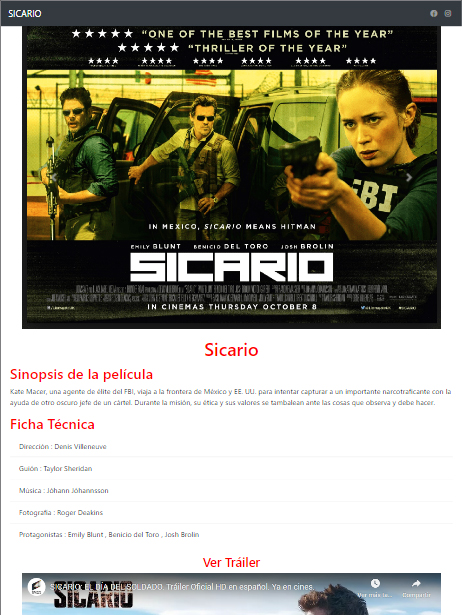 SICARIO
★★★★★ "ONE OF THE BEST FILMS OF THE YEAR"
★★★★★ "THRILLER OF THE YEAR"
★★★★ ★★★★ ★★★★ ★★★★ ★★★★ ★★★★
FBI
IN MEXICO, SICARIO MEANS HITMAN
EMILY BLUNT BENICIO DEL TORO JOSH BROLIN
SICARIO
IN CINEMAS THURSDAY OCTOBER 8
Sicario
Sinopsis de la película
Kate Macer, una agente de élite del FBI, viaja a la frontera de México y EE. UU. para intentar capturar a un importante narcotraficante con la
ayuda de otro oscuro jefe de un cártel. Durante la misión, su ética y sus valores se tambalean ante las cosas que observa y debe hacer.
Ficha Técnica
Dirección : Denis Villeneuve
Guión : Taylor Sheridan
Música : Jóhann Jóhannsson
Fotografía : Roger Deakins
Protagonistas : Emily Blunt , Benicio del Toro , Josh Brolin
Ver Tráiler
SICARIO: EL DÍA DEL SOLDADO. Tráiler Oficial HD en español. Ya en cines.
Ver más ta... Compartir
SICARIO